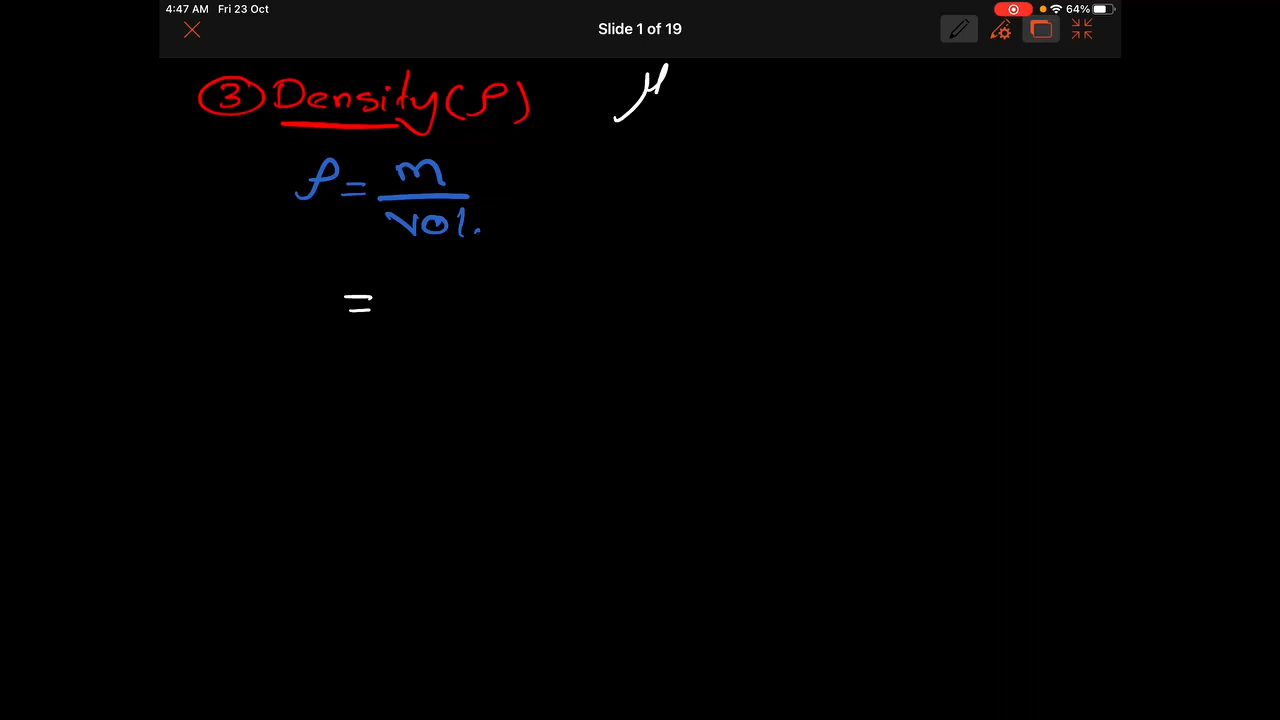 4:47 AM Fri 23 Oct
64%
Slide 1 of 19
③ Density (ρ) μ
ρ = m
vol.
=